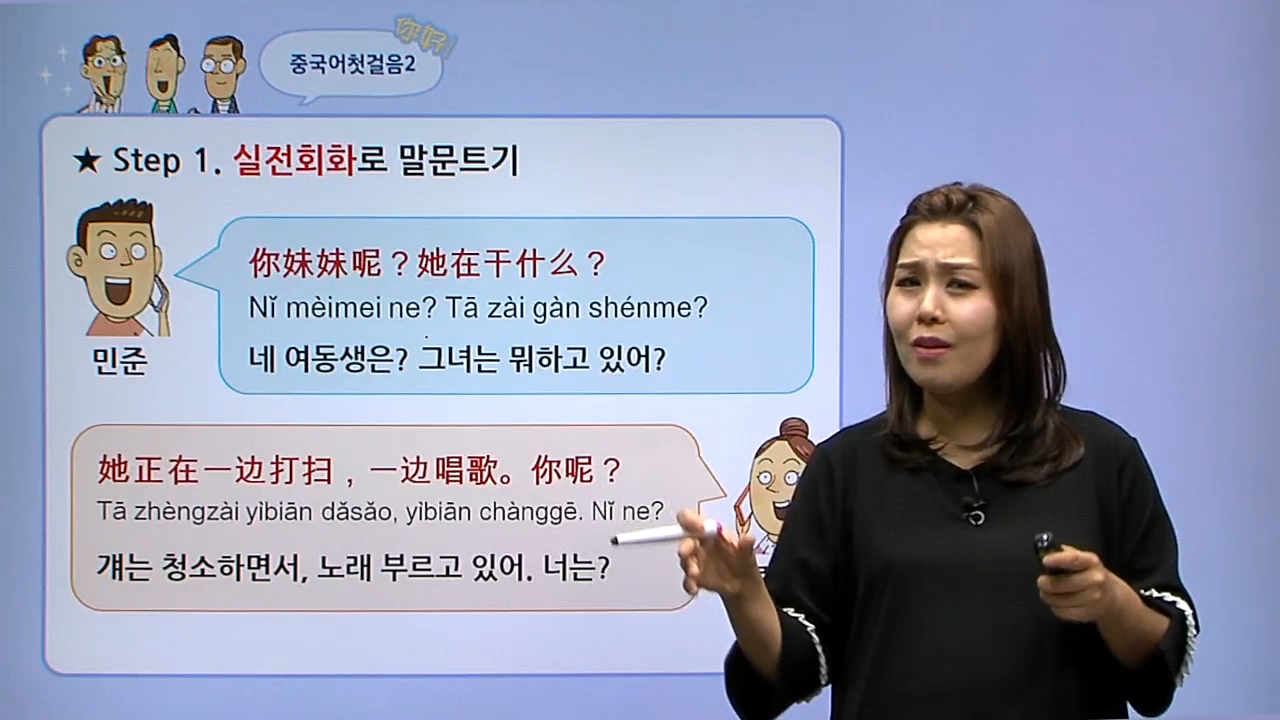 你好!
중국어첫걸음2
★ Step 1. 실전회화로 말문트기
你妹妹呢？她在干什么？
Nǐ mèimei ne? Tā zài gàn shénme?
네 여동생은? 그녀는 뭐하고 있어?
민준
她正在一边打扫，一边唱歌。你呢？
Tā zhèngzài yìbiān dǎsǎo, yìbiān chànggē. Nǐ ne?
걔는 청소하면서, 노래 부르고 있어. 너는?